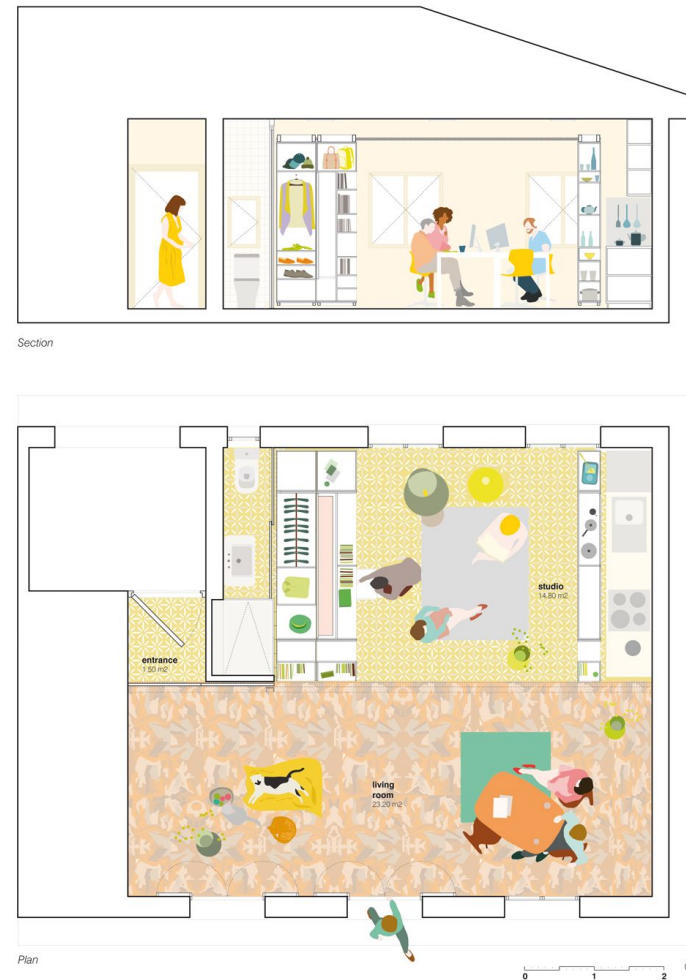 Section
studio
14.80 m2
entrance
1.50 m2
living
room
23.20 m2
Plan
0 1 2